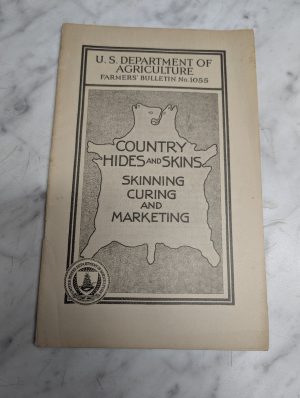 U. S. DEPARTMENT OF
AGRICULTURE
FARMERS' BULLETIN No. 1055
COUNTRY
HIDES AND SKINS
SKINNING
CURING
AND
MARKETING